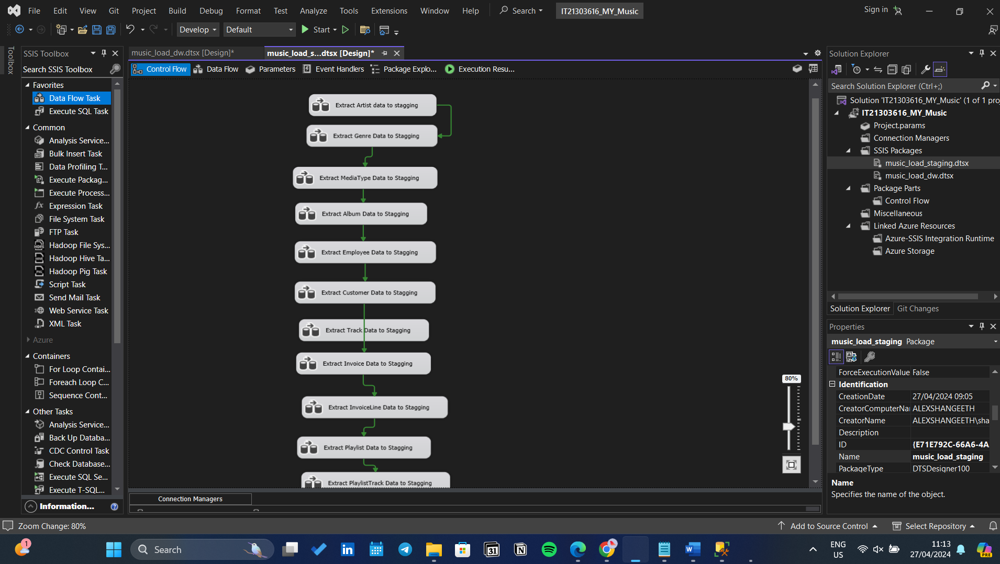 File Edit View Git Project Build Debug Format Test Analyze Tools Extensions Window Help Search IT21303616_MY_Music Sign in
Develop Default Start
Toolbox
SSIS Toolbox
Search SSIS Toolbox
Favorites
Data Flow Task
Execute SQL Task
Common
Analysis Service...
Bulk Insert Task
Data Profiling T...
Execute Packag...
Execute Process...
Expression Task
File System Task
FTP Task
Hadoop File Sys...
Hadoop Hive Ta...
Hadoop Pig Task
Script Task
Send Mail Task
Web Service Task
XML Task
Azure
Containers
For Loop Contai...
Foreach Loop C...
Sequence Cont...
Other Tasks
Analysis Service...
Back Up Databa...
CDC Control Task
Check Database...
Execute SQL Se...
Execute T-SQL...
Information...
music_load_dw.dtsx [Design]*
music_load_s...dtsx [Design]*
Control Flow Data Flow Parameters Event Handlers Package Explo... Execution Resu...
Extract Artist data to stagging
Extract Genre Data to Stagging
Extract MediaType Data to Stagging
Extract Album Data to Stagging
Extract Employee Data to Stagging
Extract Customer Data to Stagging
Extract Track Data to Stagging
Extract Invoice Data to Stagging
Extract InvoiceLine Data to Stagging
Extract Playlist Data to Stagging
Extract PlaylistTrack Data to Stagging
80%
Connection Managers
Solution Explorer
Search Solution Explorer (Ctrl+;)
Solution 'IT21303616_MY_Music' (1 of 1 pro
IT21303616_MY_Music
Project.params
Connection Managers
SSIS Packages
music_load_staging.dtsx
music_load_dw.dtsx
Package Parts
Control Flow
Miscellaneous
Linked Azure Resources
Azure-SSIS Integration Runtime
Azure Storage
Solution Explorer Git Changes
Properties
music_load_staging Package
ForceExecutionValue False
Identification
CreationDate 27/04/2024 09:05
CreatorComputerNa ALEXSHANGEETH
CreatorName ALEXSHANGEETH\sha
Description
ID {E71E792C-66A6-4A
Name music_load_staging
PackageType DTSDesigner100
Name
Specifies the name of the object.
Zoom Change: 80% Add to Source Control Select Repository
1
Search
31
ENG
US
11:13
27/04/2024
PRE